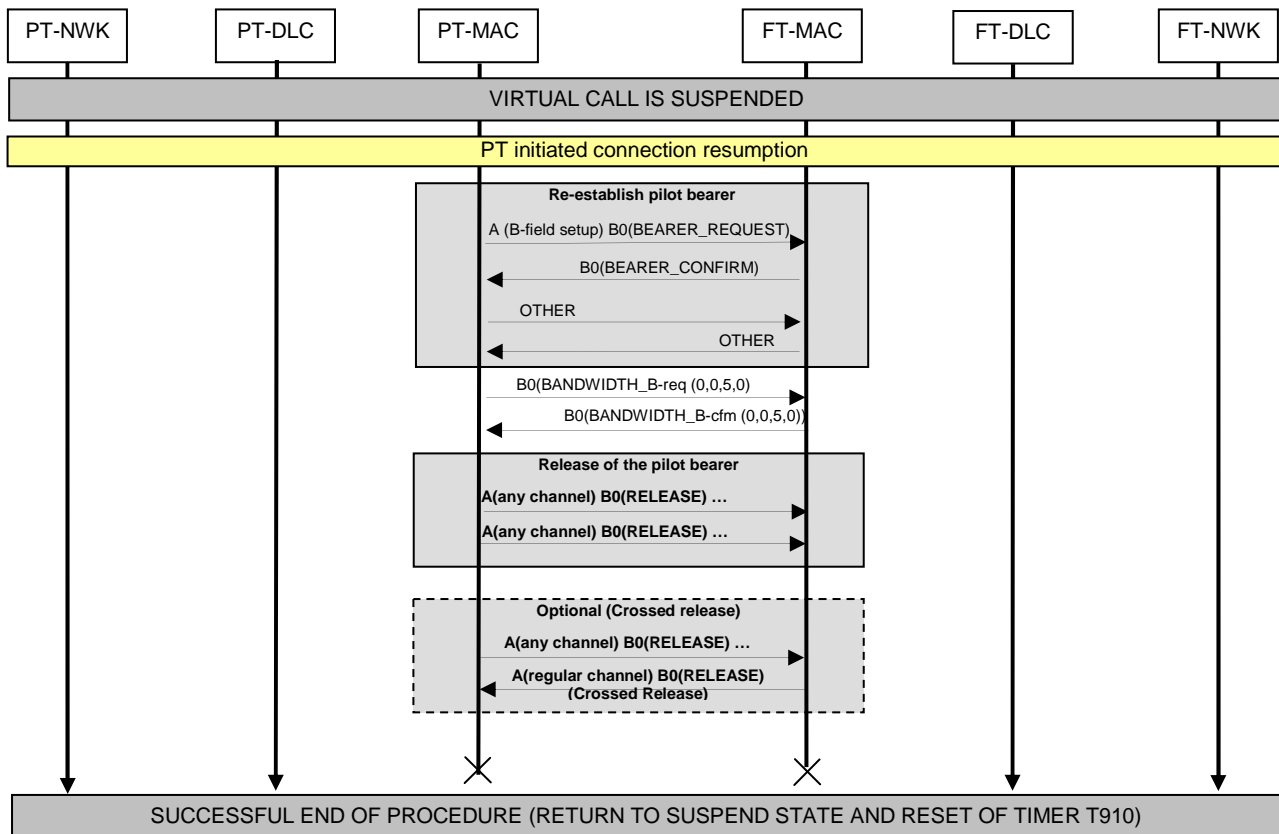 PT-NWK
PT-DLC
PT-MAC
FT-MAC
FT-DLC
FT-NWK
VIRTUAL CALL IS SUSPENDED
PT initiated connection resumption
Re-establish pilot bearer
A (B-field setup) B0(BEARER_REQUEST)
B0(BEARER_CONFIRM)
OTHER
OTHER
B0(BANDWIDTH_B-req (0,0,5,0)
B0(BANDWIDTH_B-cfm (0,0,5,0))
Release of the pilot bearer
A(any channel) B0(RELEASE) …
A(any channel) B0(RELEASE) …
Optional (Crossed release)
A(any channel) B0(RELEASE) …
A(regular channel) B0(RELEASE)
(Crossed Release)
SUCCESSFUL END OF PROCEDURE (RETURN TO SUSPEND STATE AND RESET OF TIMER T910)